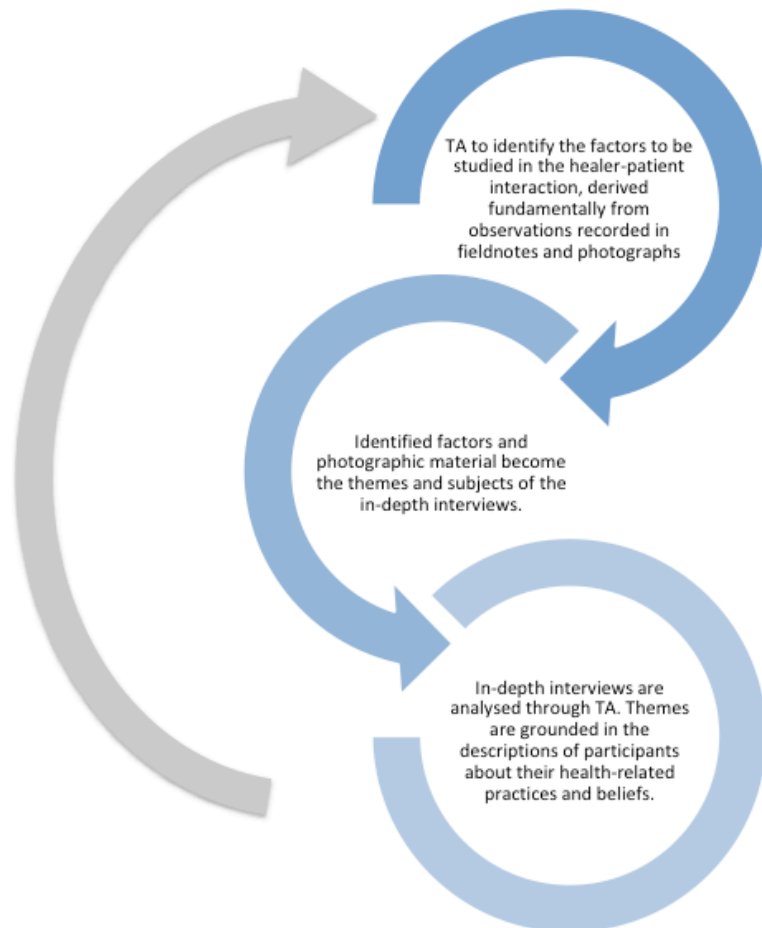 TA to identify the factors to be
studied in the healer-patient
interaction, derived
fundamentally from
observations recorded in
fieldnotes and photographs
Identified factors and
photographic material become
the themes and subjects of the
in-depth interviews.
In-depth interviews are
analysed through TA. Themes
are grounded in the
descriptions of participants
about their health-related
practices and beliefs.